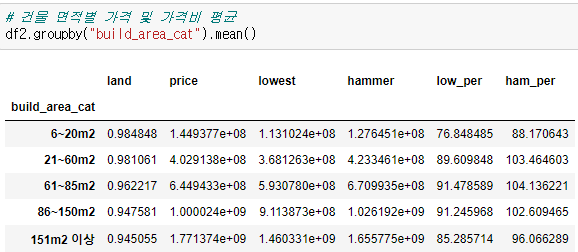 # 건물 면적별 가격 및 가격비 평균
df2.groupby("build_area_cat").mean()
land price lowest hammer low_per ham_per
build_area_cat
6~20m2 0.984848 1.449377e+08 1.131024e+08 1.276451e+08 76.848485 88.170643
21~60m2 0.981061 4.029138e+08 3.681263e+08 4.233461e+08 89.609848 103.464603
61~85m2 0.962217 6.449433e+08 5.930780e+08 6.709935e+08 91.478589 104.136221
86~150m2 0.947581 1.000024e+09 9.113873e+08 1.026192e+09 91.245968 102.609465
151m2 이상 0.945055 1.771374e+09 1.460331e+09 1.655775e+09 85.285714 96.066289